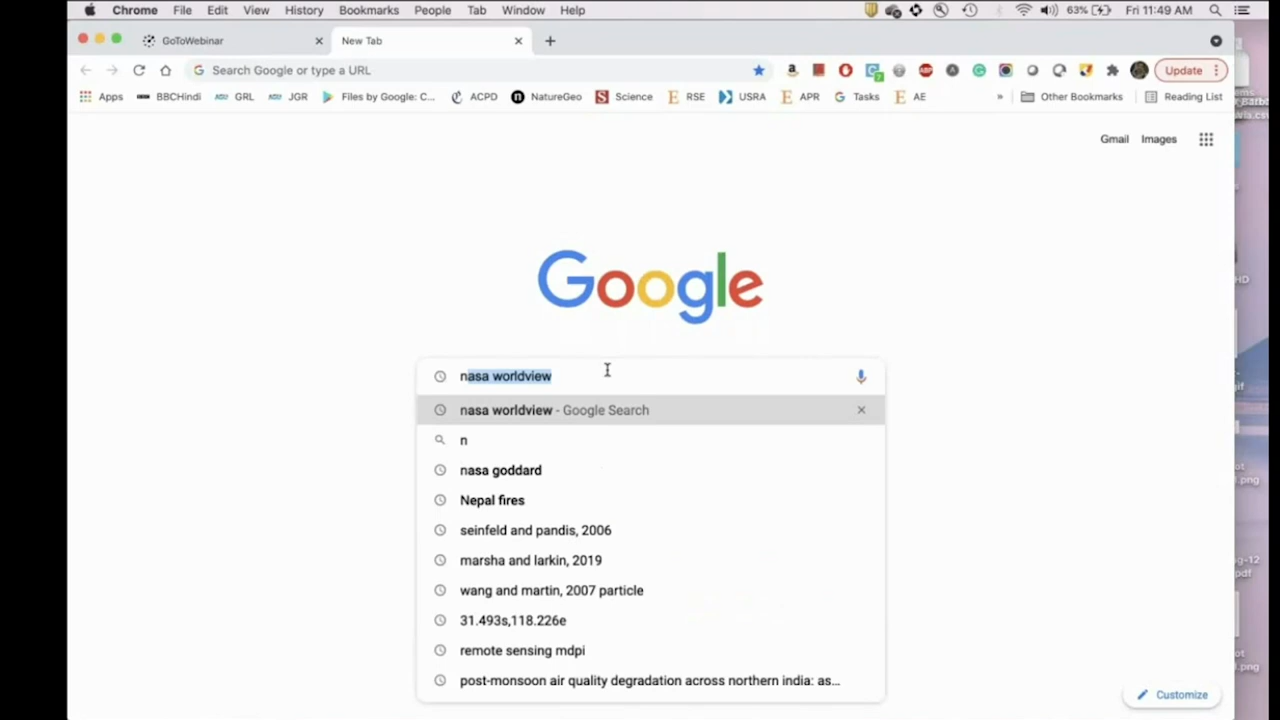 Chrome File Edit View History Bookmarks People Tab Window Help 63% Fri 11:49 AM
GoToWebinar New Tab
Search Google or type a URL Update
Apps BBCHindi GRL JGR Files by Google: C... ACPD NatureGeo Science RSE USRA APR Tasks AE » Other Bookmarks Reading List
Gmail Images
Google
nasa worldview
nasa worldview - Google Search
n
nasa goddard
Nepal fires
seinfeld and pandis, 2006
marsha and larkin, 2019
wang and martin, 2007 particle
31.493s,118.226e
remote sensing mdpi
post-monsoon air quality degradation across northern india: as...
Customize